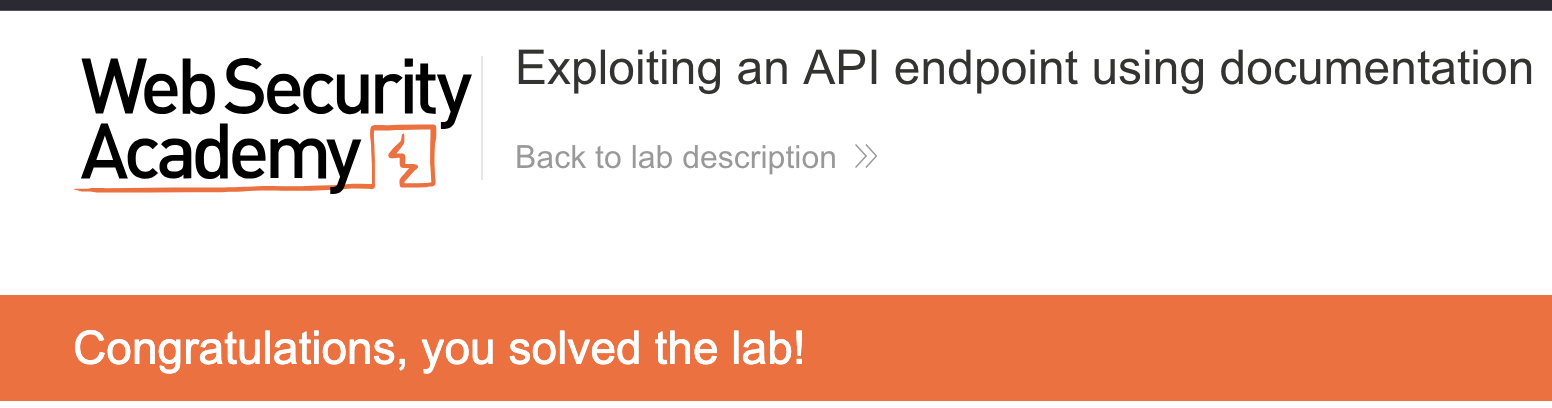 Web Security
Academy
Exploiting an API endpoint using documentation
Back to lab description
Congratulations, you solved the lab!